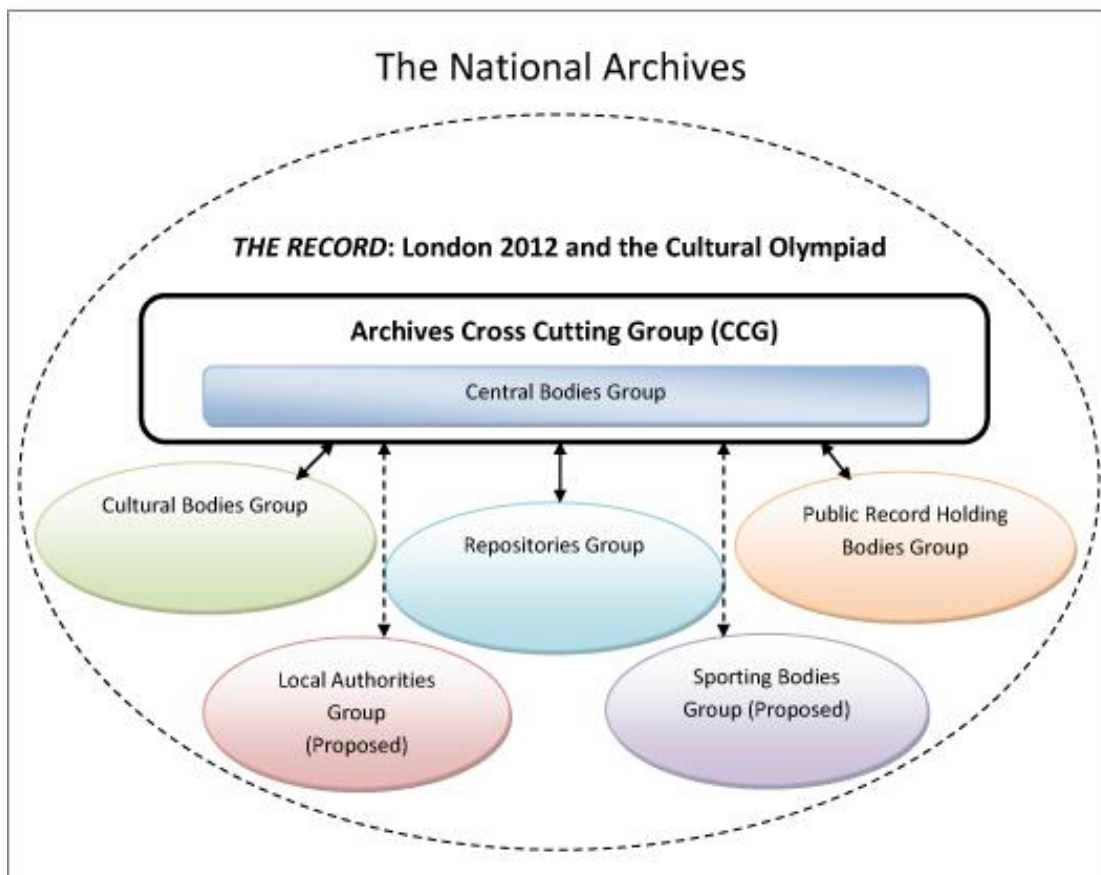 The National Archives
THE RECORD: London 2012 and the Cultural Olympiad
Archives Cross Cutting Group (CCG)
Central Bodies Group
Cultural Bodies Group
Repositories Group
Public Record Holding
Bodies Group
Local Authorities
Group
(Proposed)
Sporting Bodies
Group (Proposed)